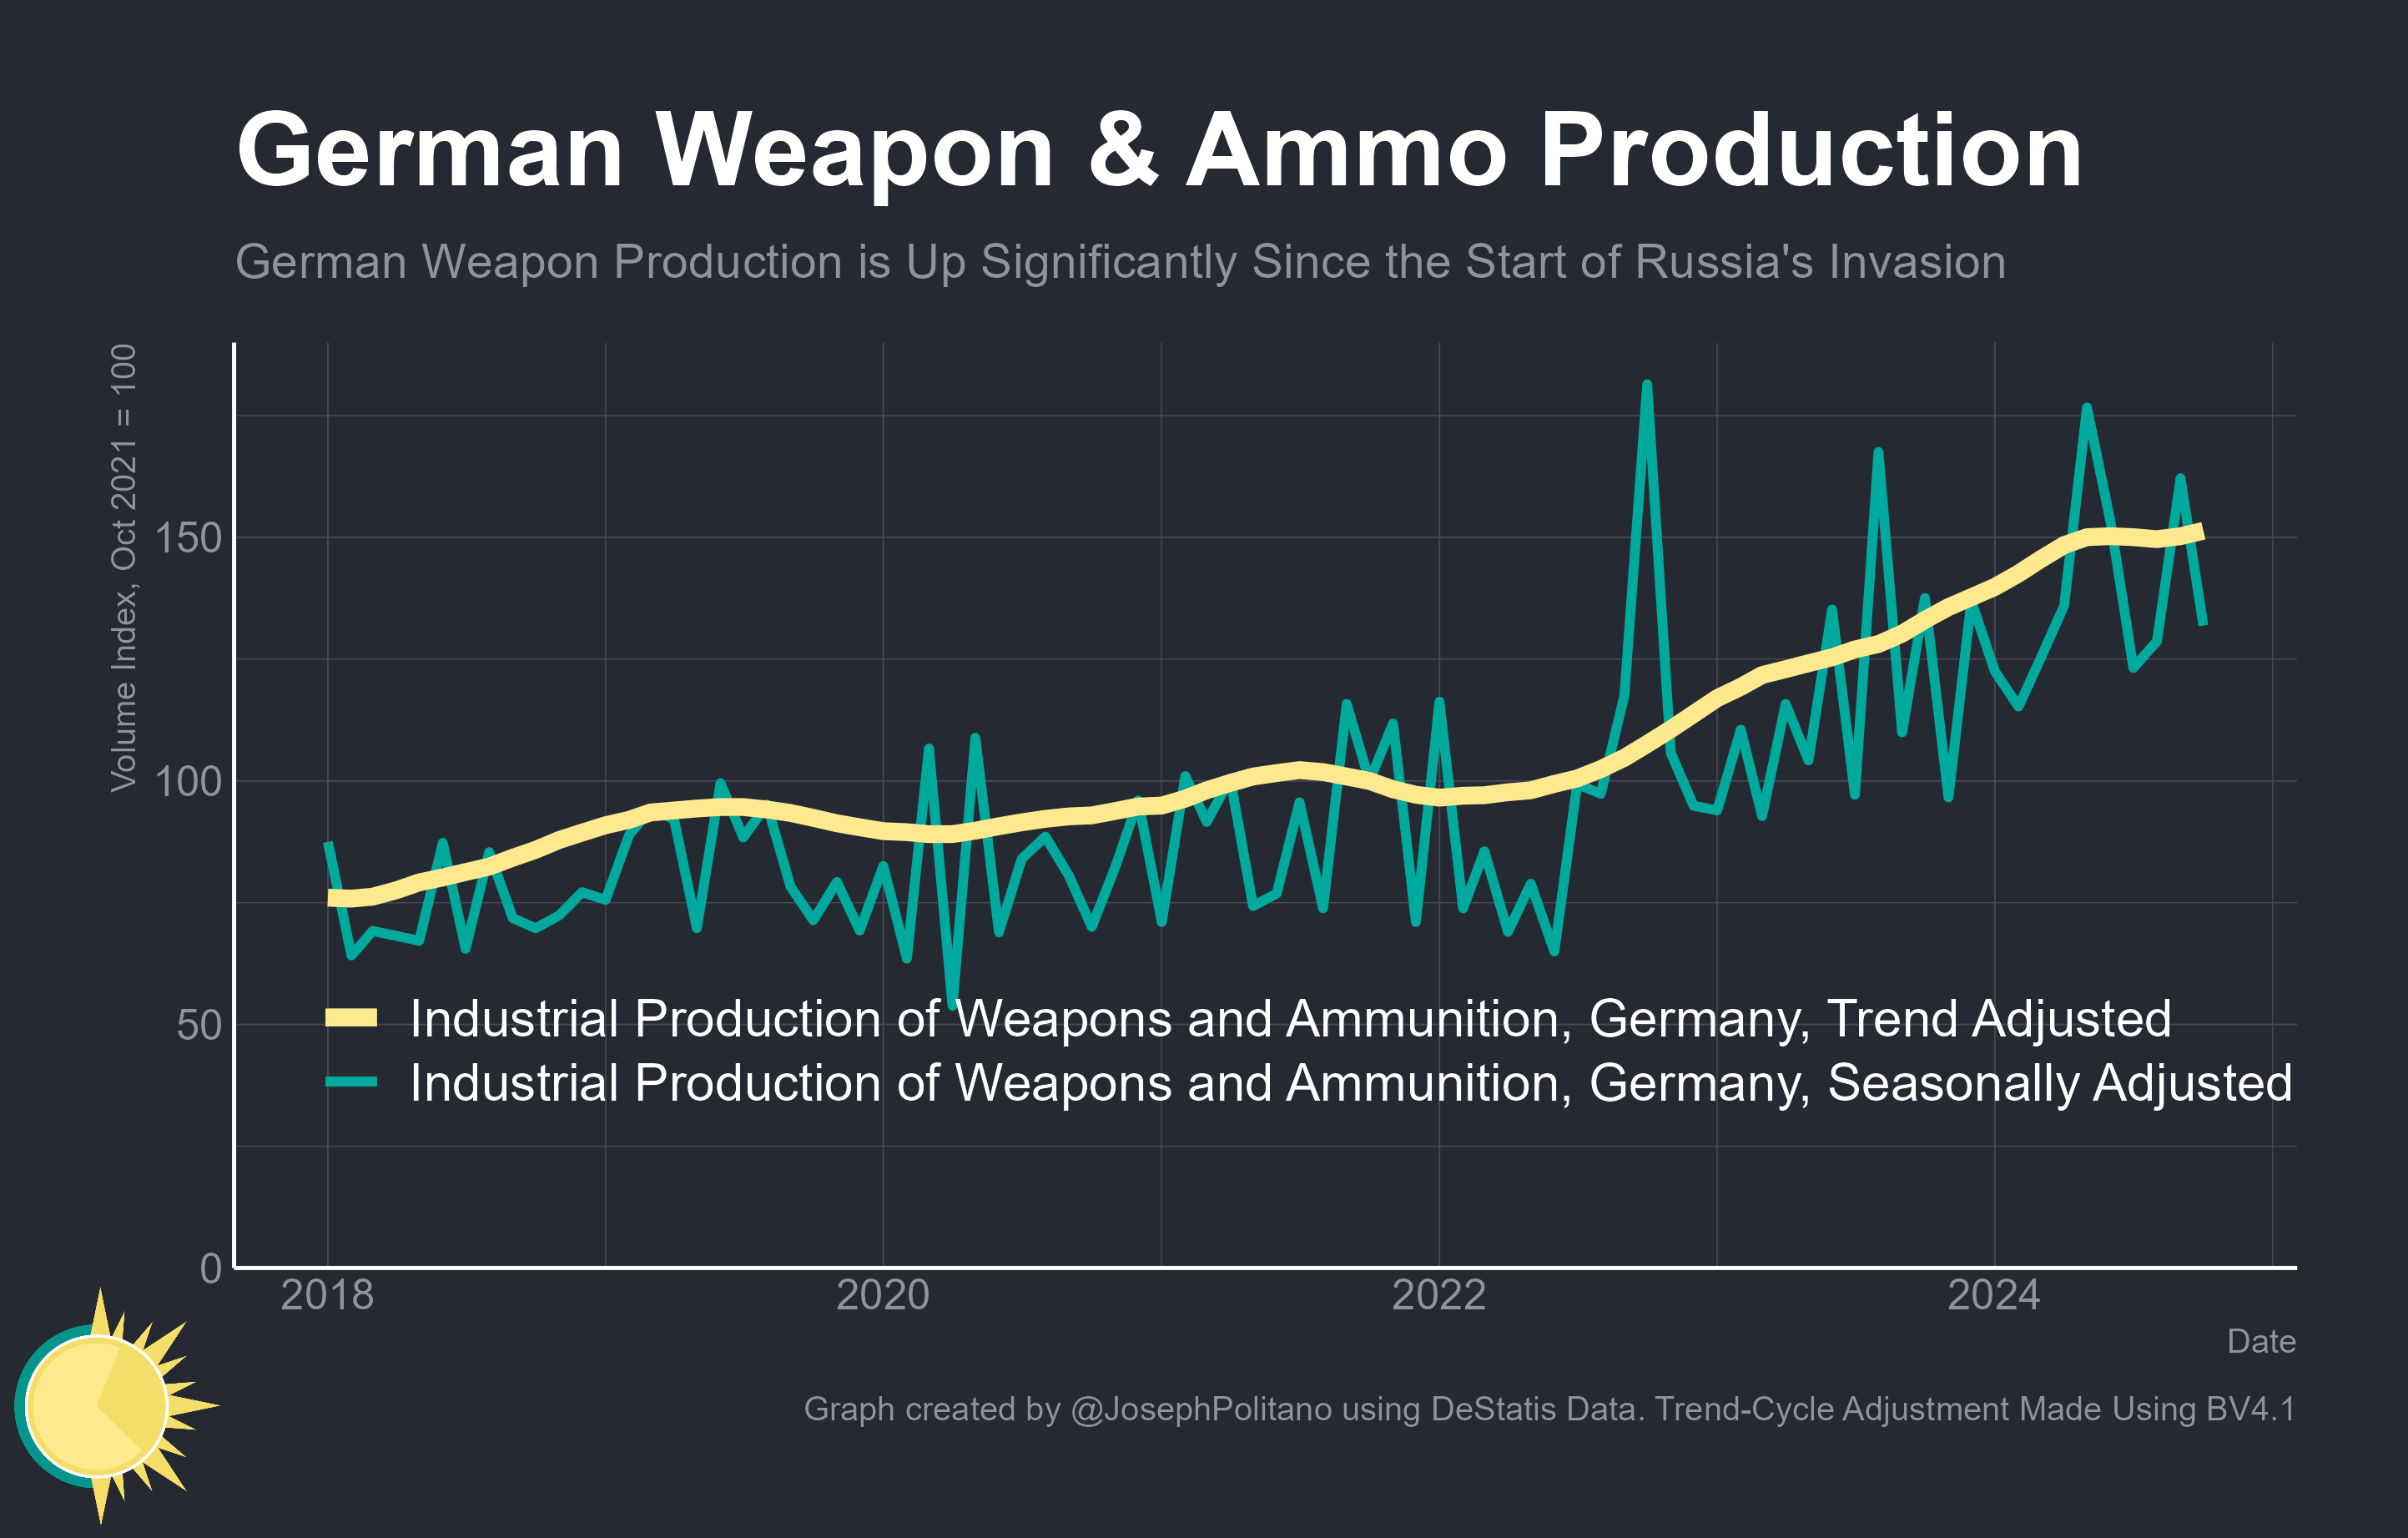 German Weapon & Ammo Production
German Weapon Production is Up Significantly Since the Start of Russia's Invasion
Volume Index, Oct 2021 = 100
150
100
50
0
Industrial Production of Weapons and Ammunition, Germany, Trend Adjusted
Industrial Production of Weapons and Ammunition, Germany, Seasonally Adjusted
2018
2020
2022
2024
Date
Graph created by @JosephPolitano using DeStatis Data. Trend-Cycle Adjustment Made Using BV4.1